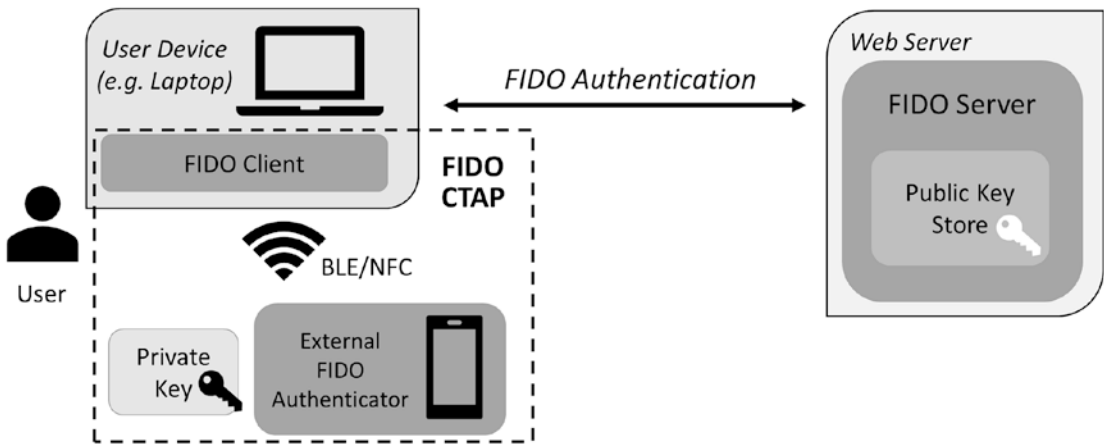 User Device
(e.g. Laptop)
FIDO Client
FIDO
CTAP
BLE/NFC
User
Private
Key
External
FIDO
Authenticator
FIDO Authentication
Web Server
FIDO Server
Public Key
Store